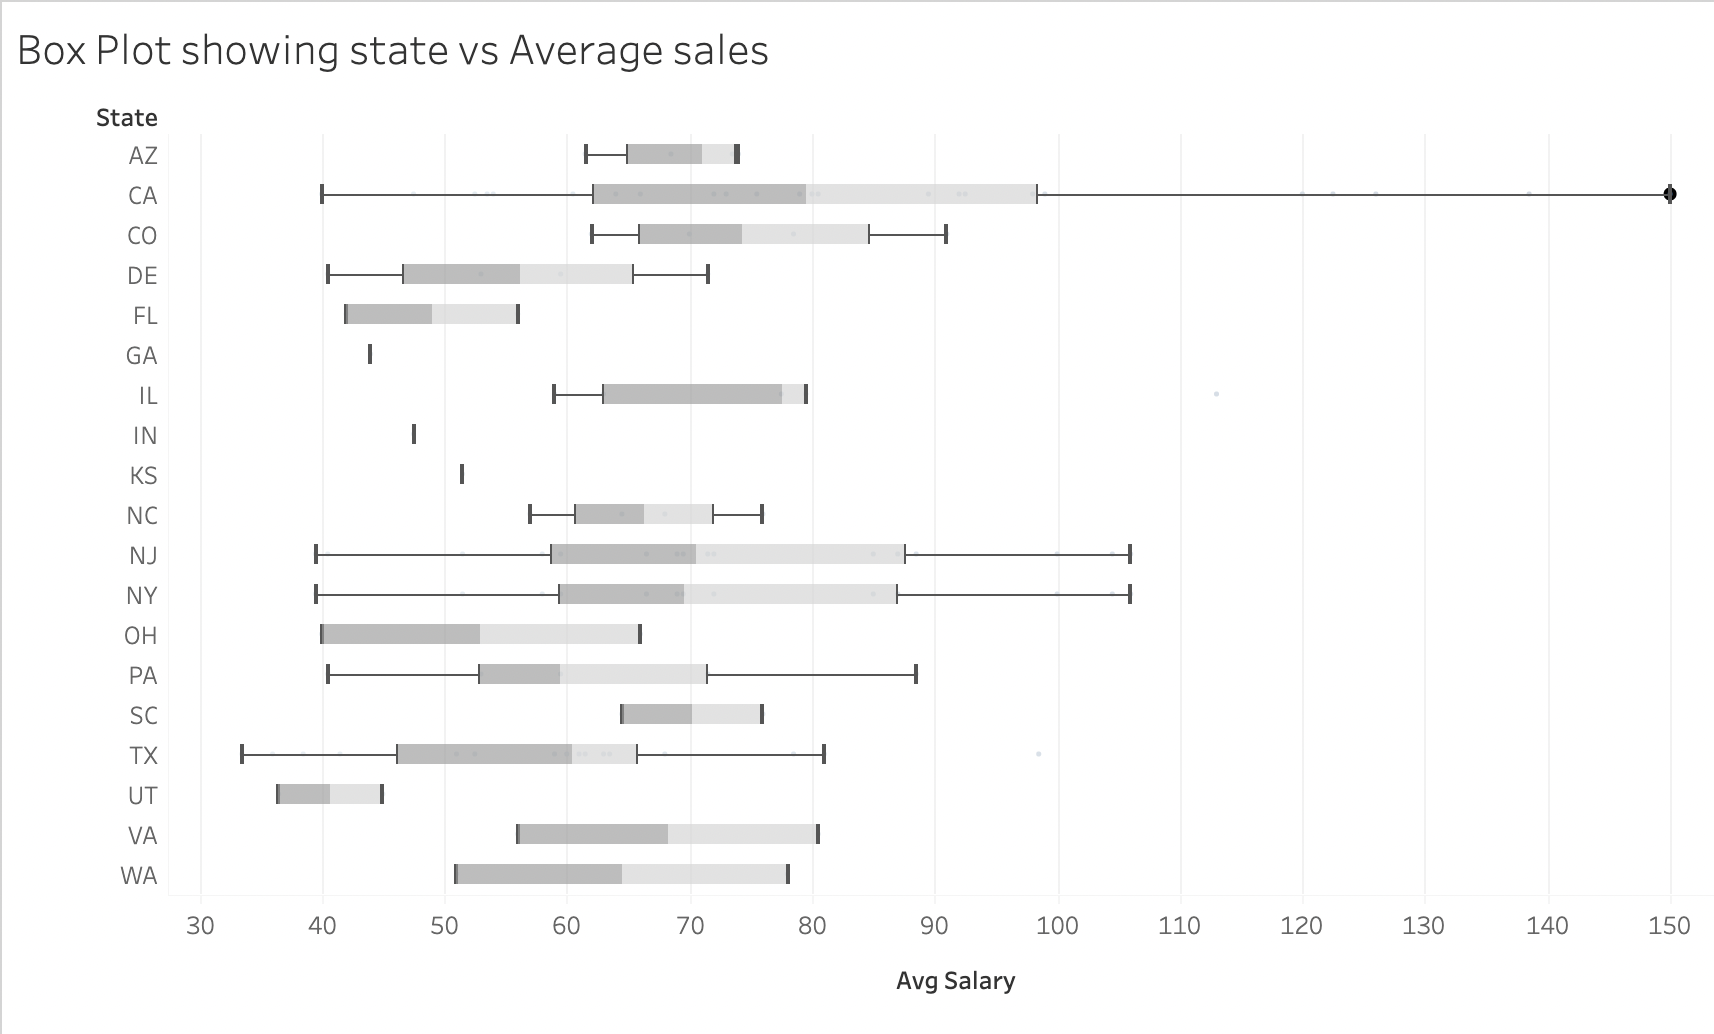 Box Plot showing state vs Average sales
State
AZ
CA
CO
DE
FL
GA
IL
IN
KS
NC
NJ
NY
OH
PA
SC
TX
UT
VA
WA
30 40 50 60 70 80 90 100 110 120 130 140 150
Avg Salary